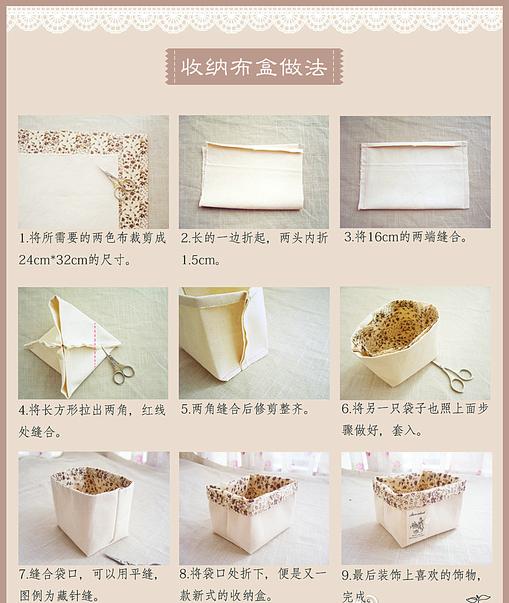 收纳布盒做法
1.将所需要的两色布裁剪成
24cm*32cm的尺寸。
2.长的一边折起，两头内折
1.5cm。
3.将16cm的两端缝合。
4.将长方形拉出两角，红线
处缝合。
5.两角缝合后修剪整齐。
6.将另一只袋子也照上面步
骤做好，套入。
7.缝合袋口，可以用平缝，
图例为藏针缝。
8.将袋口处折下，便是又一
款新式的收纳盒。
9.最后装饰上喜欢的饰物，
完成。